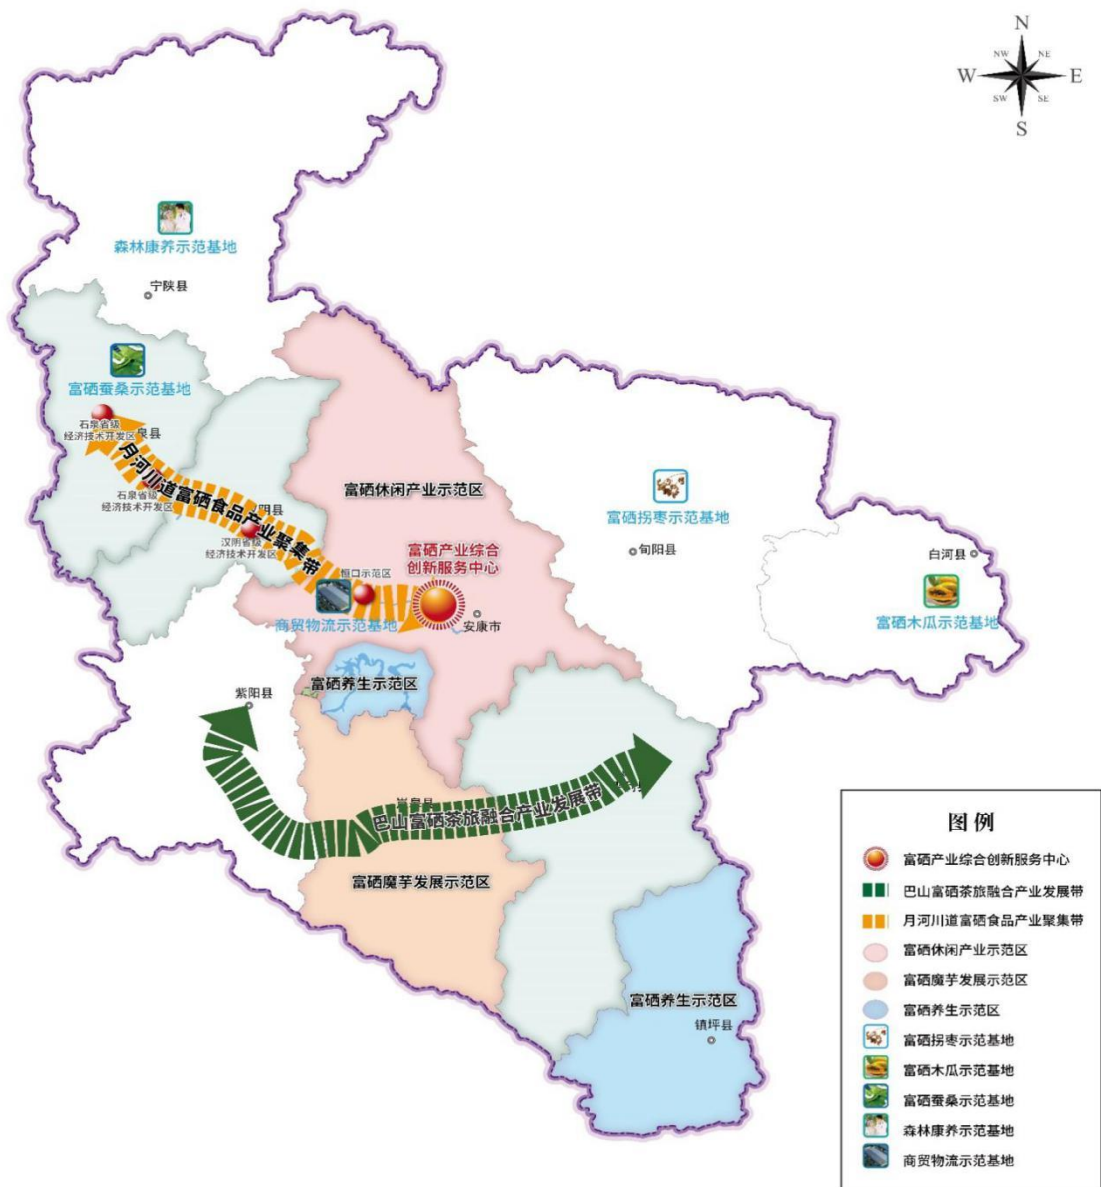 N
NW
NE
W
E
SW
SE
S
森林康养示范基地
宁陕县
富硒蚕桑示范基地
石泉省级
经济技术开发区
泉县
月河川道富硒食品产业聚集带
石泉省级
经济技术开发区
阴县
汉阴省级
经济技术开发区
富硒休闲产业示范区
富硒产业综合
创新服务中心
恒口示范区
商贸物流示范基地
安康市
富硒拐枣示范基地
旬阳县
白河县
富硒木瓜示范基地
富硒养生示范区
紫阳县
巴山富硒茶旅融合产业发展带
富硒魔芋发展示范区
富硒养生示范区
镇坪县
图例
富硒产业综合创新服务中心
巴山富硒茶旅融合产业发展带
月河川道富硒食品产业聚集带
富硒休闲产业示范区
富硒魔芋发展示范区
富硒养生示范区
富硒拐枣示范基地
富硒木瓜示范基地
富硒蚕桑示范基地
森林康养示范基地
商贸物流示范基地